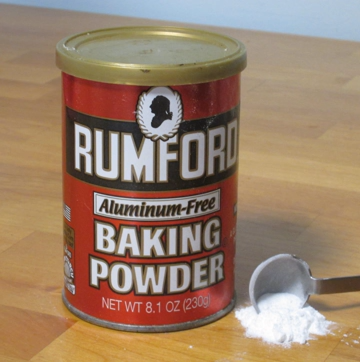 RUMFORD
Aluminum-Free
BAKING
POWDER
NET WT 8.1 OZ (230g)